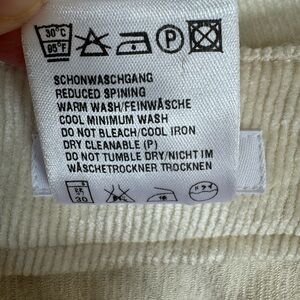 30°C
95°F
P
SCHONWASCHGANG
REDUCED SPINING
WARM WASH/FEINWÄSCHE
COOL MINIMUM WASH
DO NOT BLEACH/COOL IRON
DRY CLEANABLE (P)
DO NOT TUMBLE DRY/NICHT IM
WÄSCHETROCKNER TROCKNEN
30